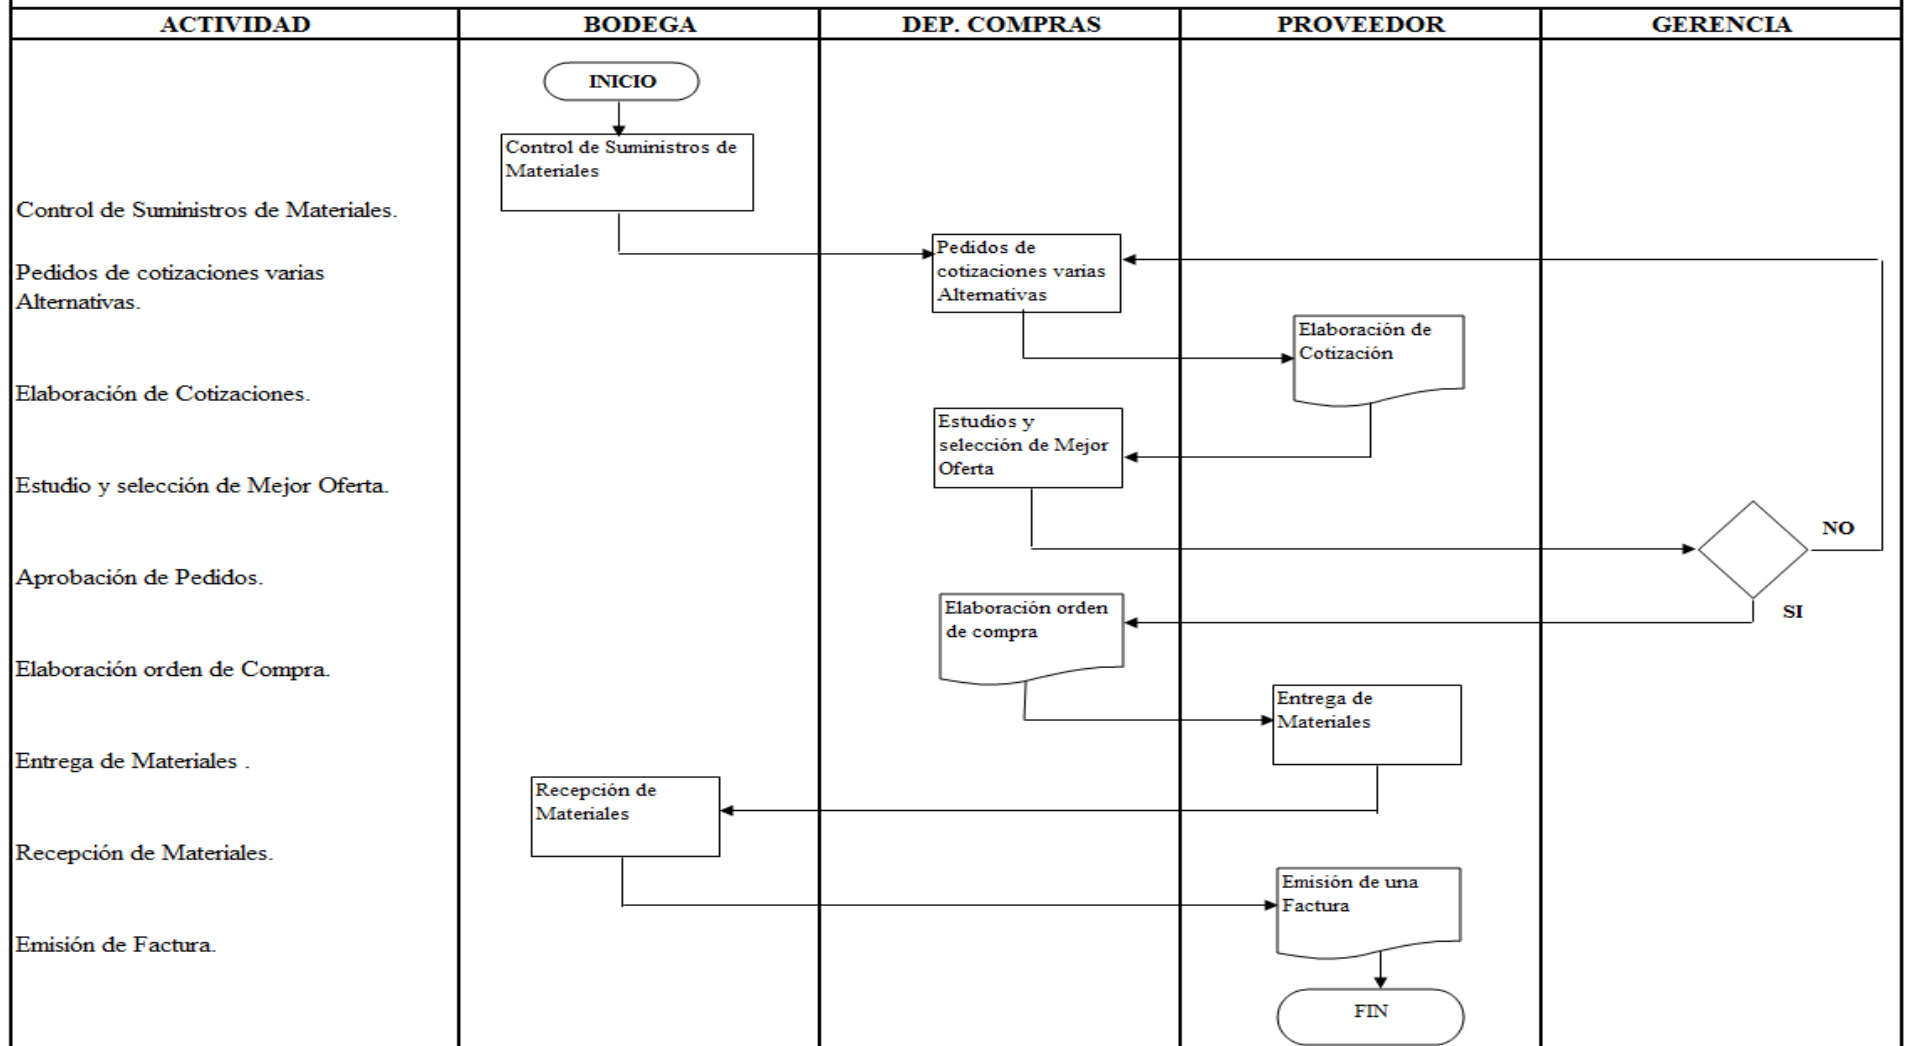 ACTIVIDAD
BODEGA
DEP. COMPRAS
PROVEEDOR
GERENCIA
INICIO
Control de Suministros de
Materiales
Control de Suministros de Materiales.
Pedidos de
cotizaciones varias
Alternativas
Pedidos de cotizaciones varias
Alternativas.
Elaboración de
Cotización
Elaboración de Cotizaciones.
Estudios y
selección de Mejor
Oferta
Estudio y selección de Mejor Oferta.
NO
Aprobación de Pedidos.
Elaboración orden
de compra
SI
Elaboración orden de Compra.
Entrega de
Materiales
Entrega de Materiales .
Recepción de
Materiales
Recepción de Materiales.
Emisión de una
Factura
Emisión de Factura.
FIN